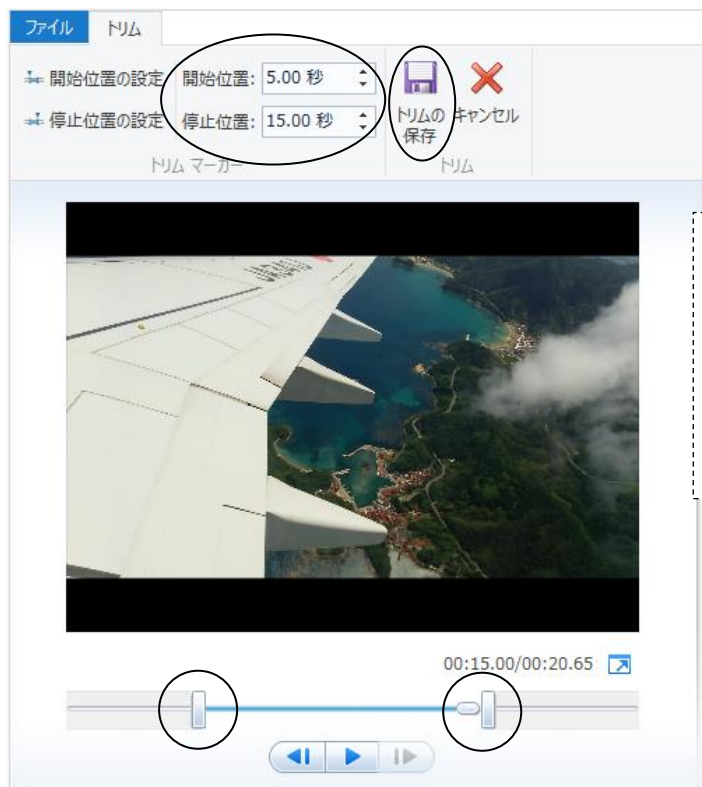 ファイル トリム
開始位置の設定 開始位置: 5.00 秒
停止位置の設定 停止位置: 15.00 秒
トリムの保存 キャンセル
トリム マーカー トリム
00:15.00/00:20.65